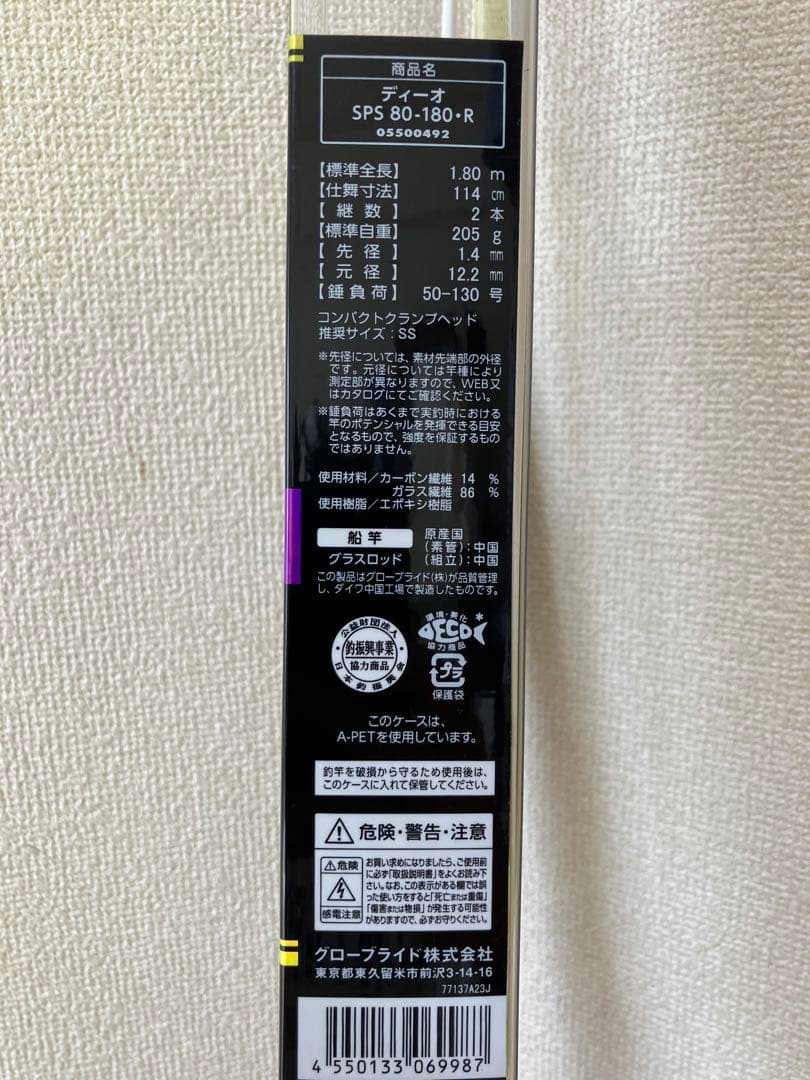 商品名
ディーオ
SPS 80-180・R
05500492
【標準全長】 1.80 m
【仕舞寸法】 114 cm
【継数】 2 本
【標準自重】 205 g
【先径】 1.4 mm
【元径】 12.2 mm
【錘負荷】 50-130 号
コンパクトクランプヘッド
推奨サイズ:SS
※先径については、素材先端部の外径
です。元径については竿種により
測定部が異なりますので、WEB又
はカタログにてご確認ください。
※錘負荷はあくまで実釣時における
竿のポテンシャルを発揮できる目安
となるもので、強度を保証するもの
ではありません。
使用材料/カーボン繊維 14 %
ガラス繊維 86 %
使用樹脂/エポキシ樹脂
船竿
グラスロッド
原産国
(素管):中国
(組立):中国
この製品はグローブライド(株)が品質管理
し、ダイワ中国工場で製造したものです。
公益財団法人
釣振興事業
協力商品
日本釣振興会
環境・美化
DECO
協力商品
プラ
保護袋
このケースは、
A-PETを使用しています。
釣竿を破損から守るため使用後は、
このケースに入れて保管してください。
危険・警告・注意
危険
感電注意
お買い求めになりましたら、ご使用前
に必ず「取扱説明書」をよくお読み下
さい。なお、この表示がある欄では誤
った使い方をすると「死亡または重傷」
「傷害または物損」が発生する可能性
がありますので、必ずお守りください。
グローブライド株式会社
東京都東久留米市前沢3-14-16
77137A23J
4 550133 069987